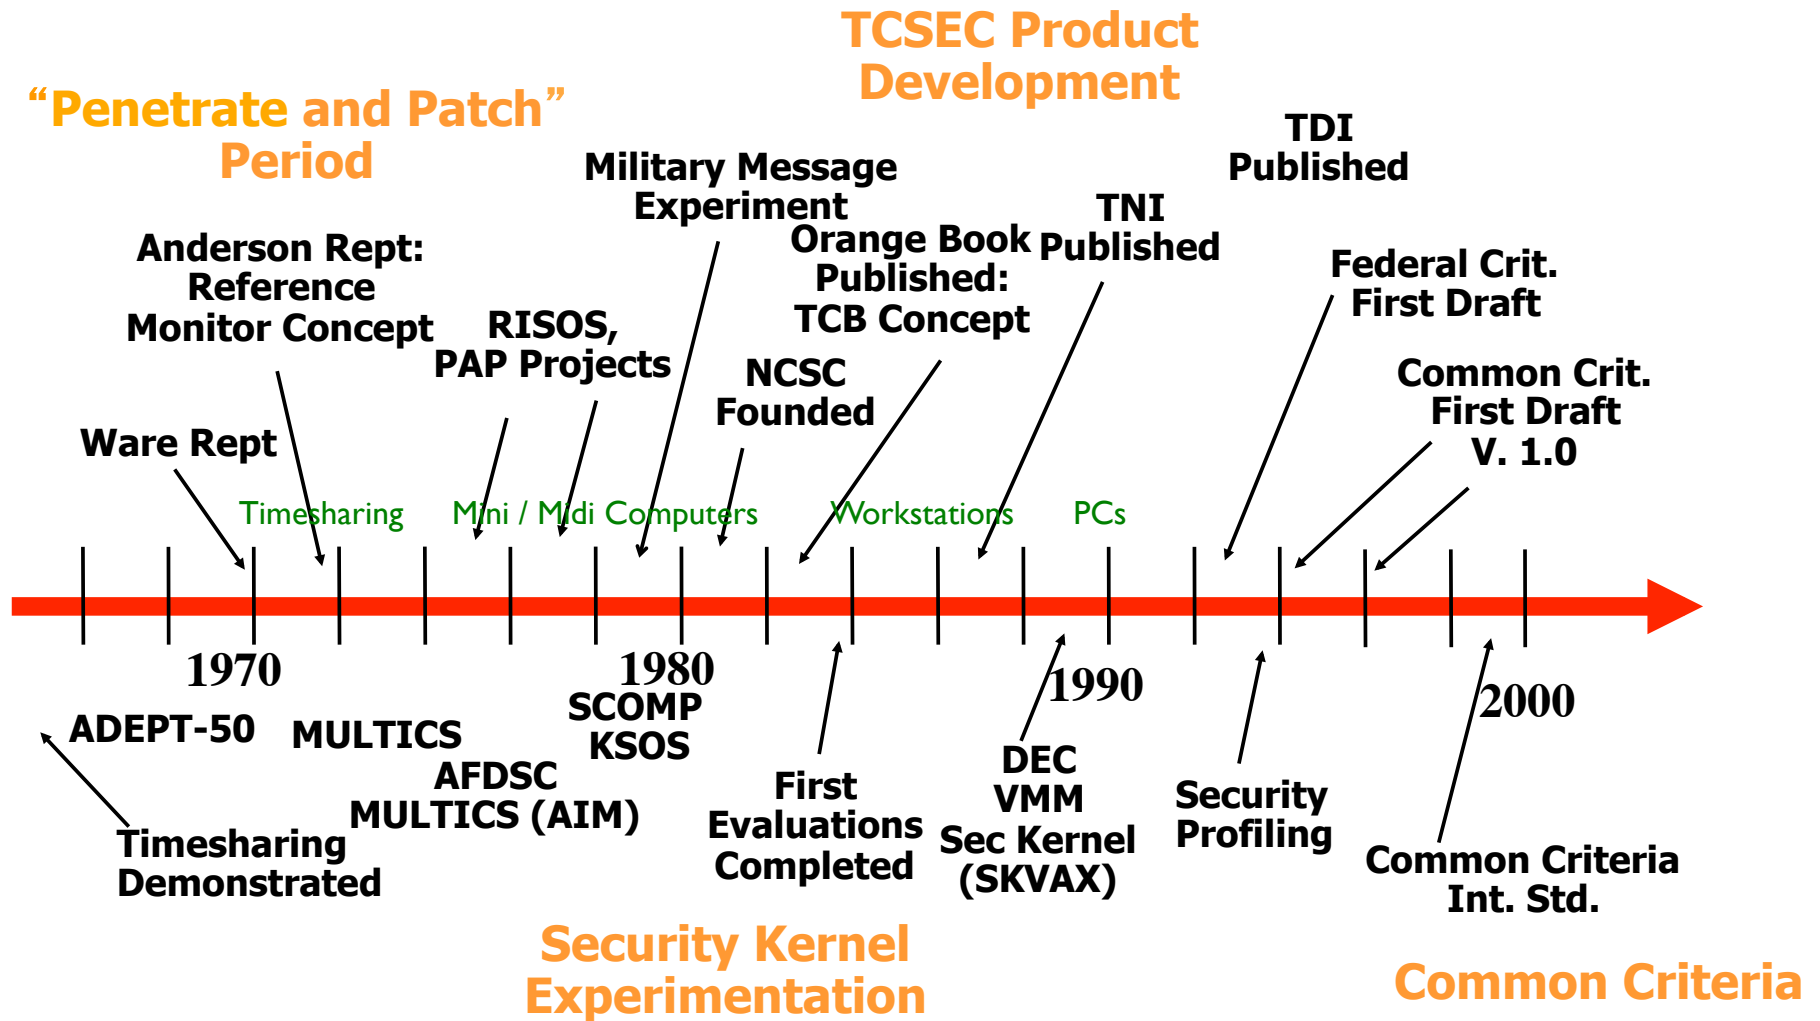 TCSEC Product
Development
“Penetrate and Patch”
Period
TDI
Published
Military Message
Experiment
TNI
Published
Anderson Rept:
Reference
Monitor Concept
Orange Book
Published:
TCB Concept
Federal Crit.
First Draft
RISOS,
PAP Projects
NCSC
Founded
Common Crit.
First Draft
V. 1.0
Ware Rept
Timesharing
Mini / Midi Computers
Workstations
PCs
1970
1980
1990
2000
ADEPT-50
MULTICS
SCOMP
KSOS
AFDSC
MULTICS (AIM)
Timesharing
Demonstrated
First
Evaluations
Completed
DEC
VMM
Sec Kernel
(SKVAX)
Security
Profiling
Common Criteria
Int. Std.
Security Kernel
Experimentation
Common Criteria